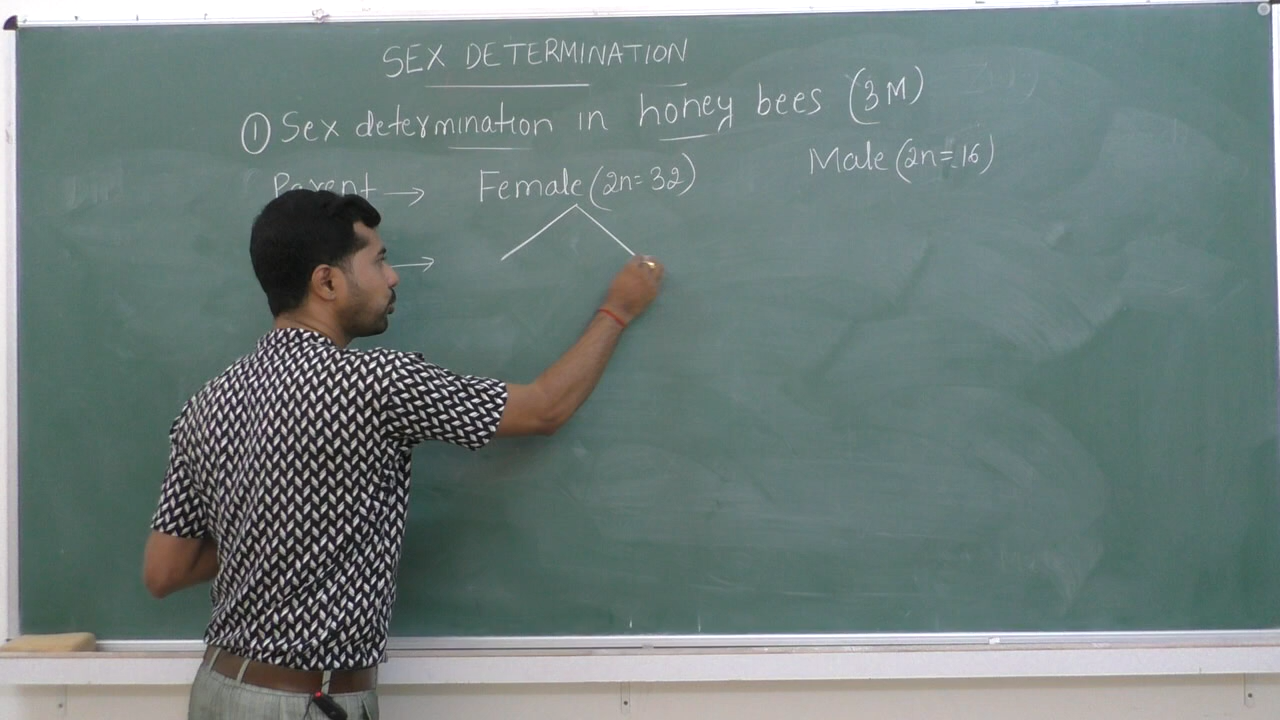 SEX DETERMINATION
① Sex determination in honey bees (3M)
Parent → Female (2n=32) Male (2n=16)
→